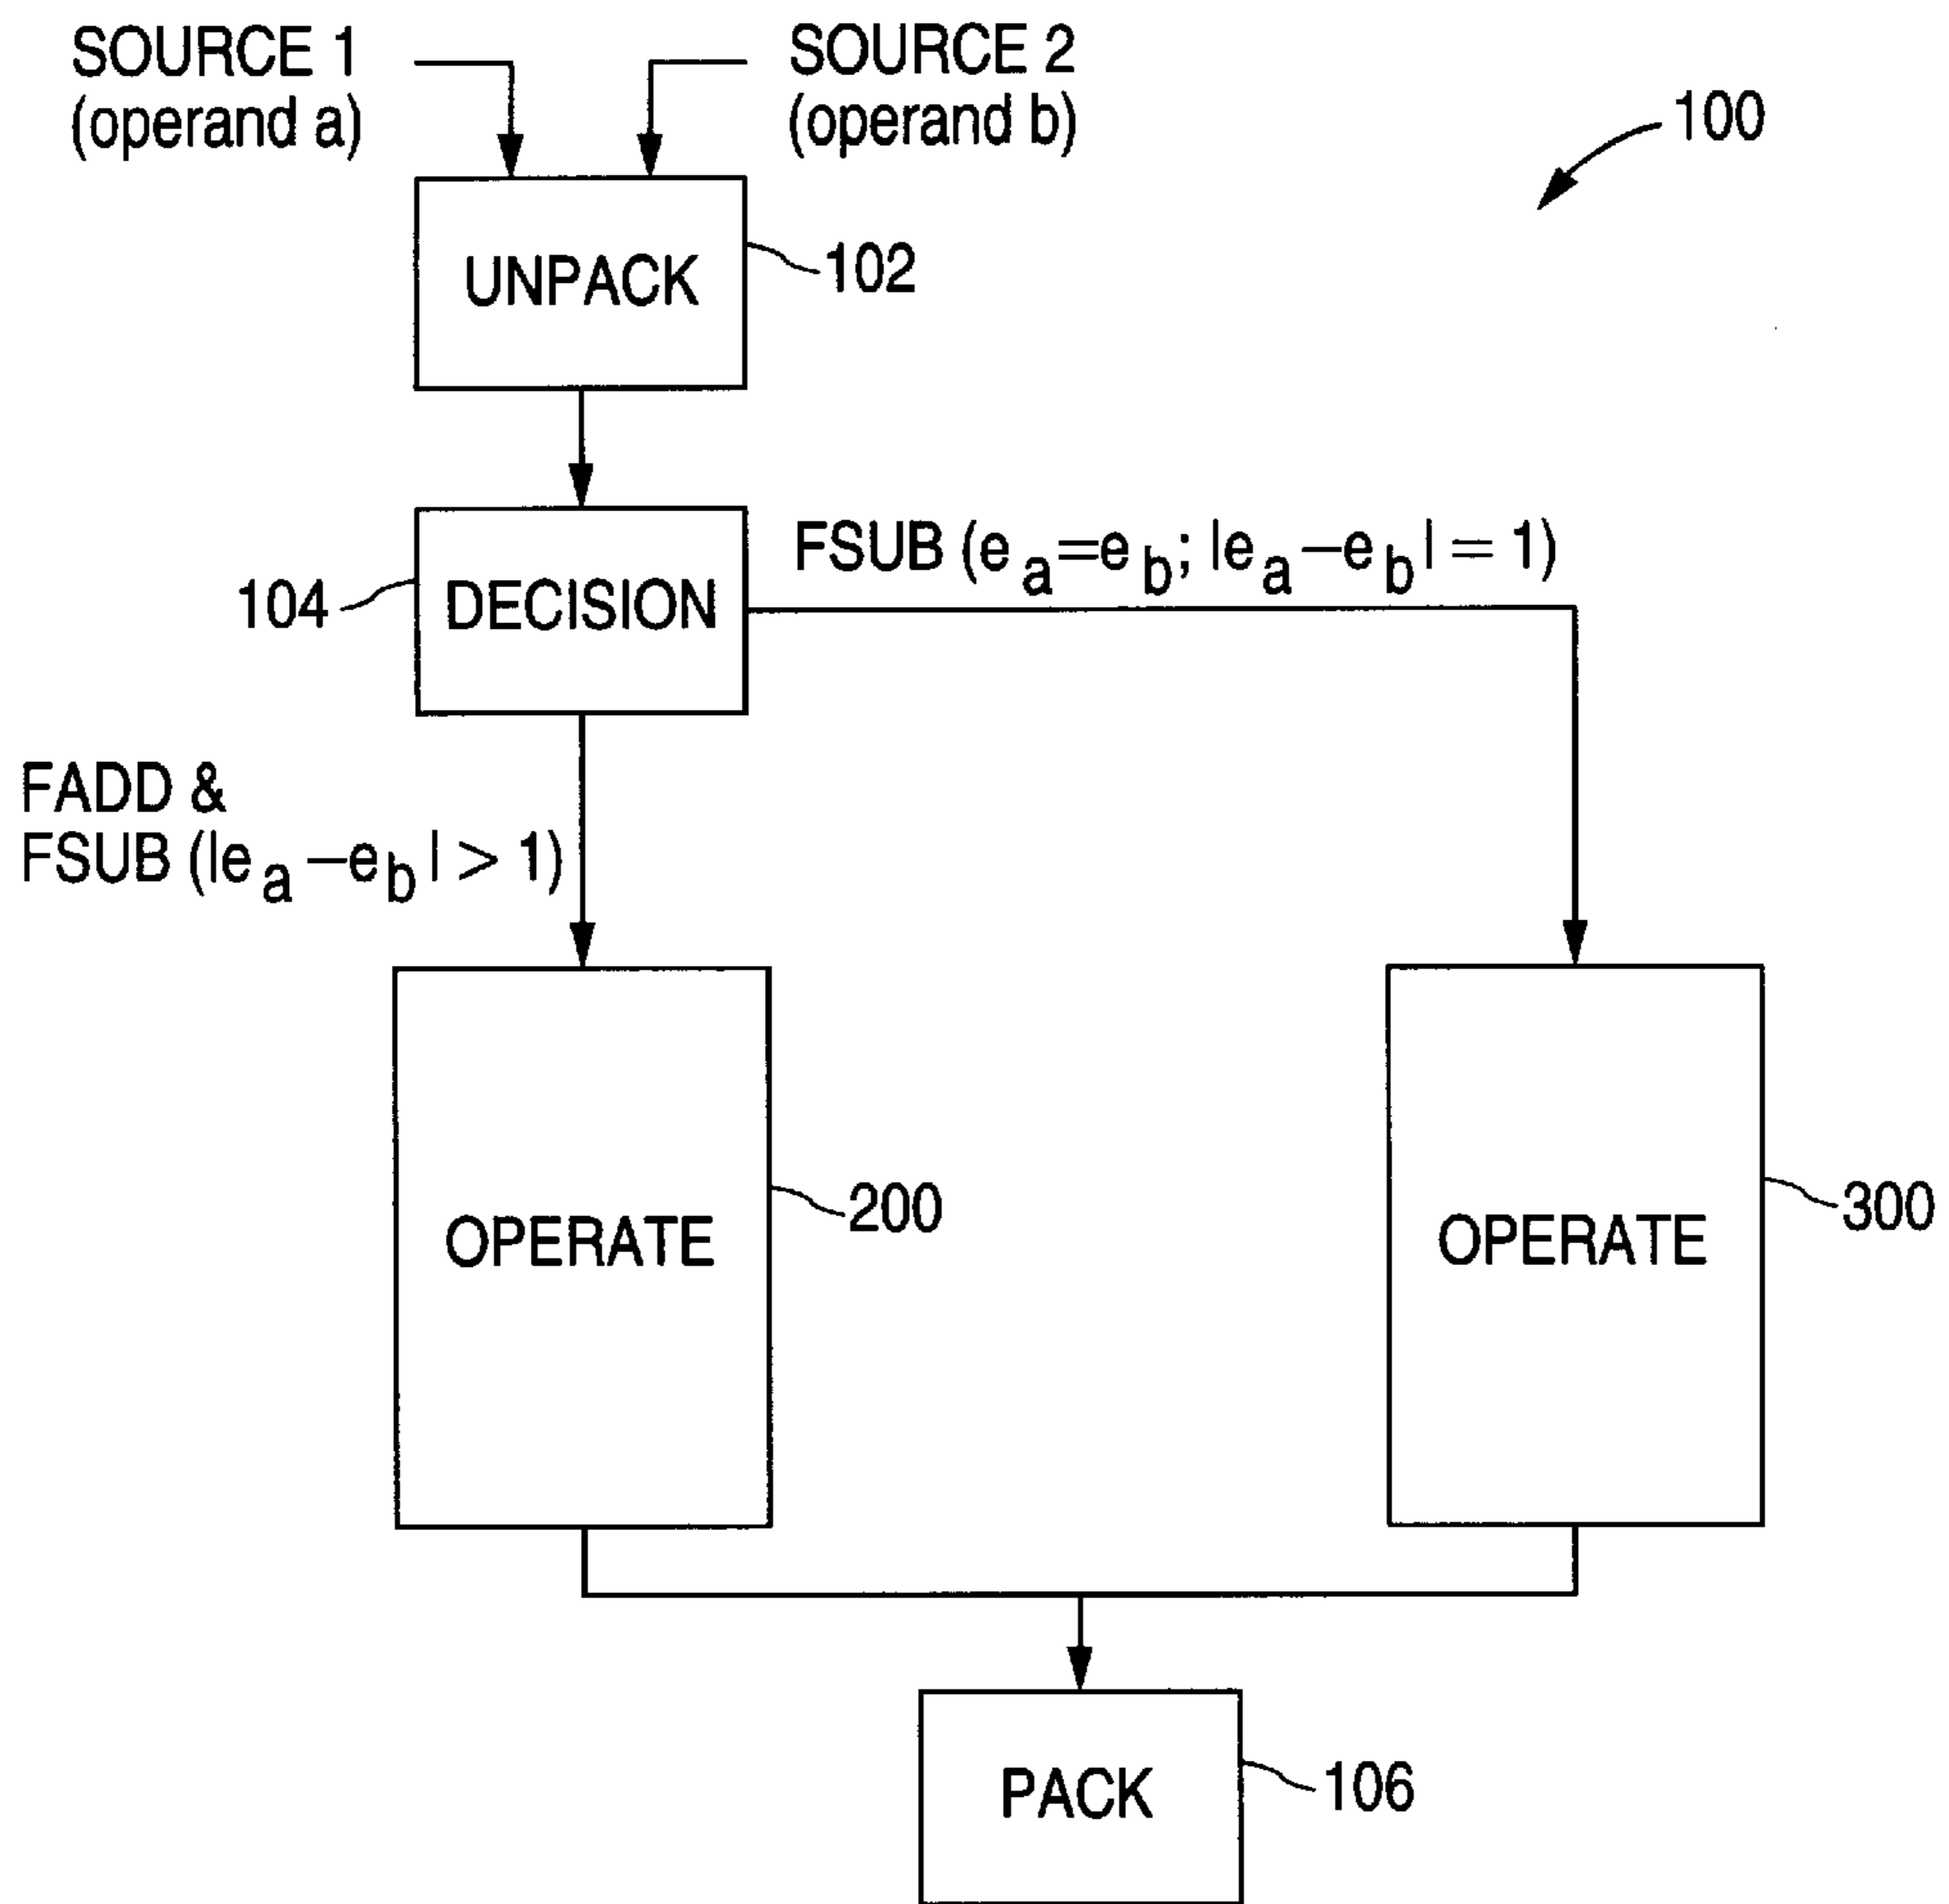 SOURCE 1
(operand a)
SOURCE 2
(operand b)
100
UNPACK
102
FSUB (e a=e b; |e a −e b | = 1)
104
DECISION
FADD &
FSUB (|e a −e b | > 1)
OPERATE
200
OPERATE
300
PACK
106